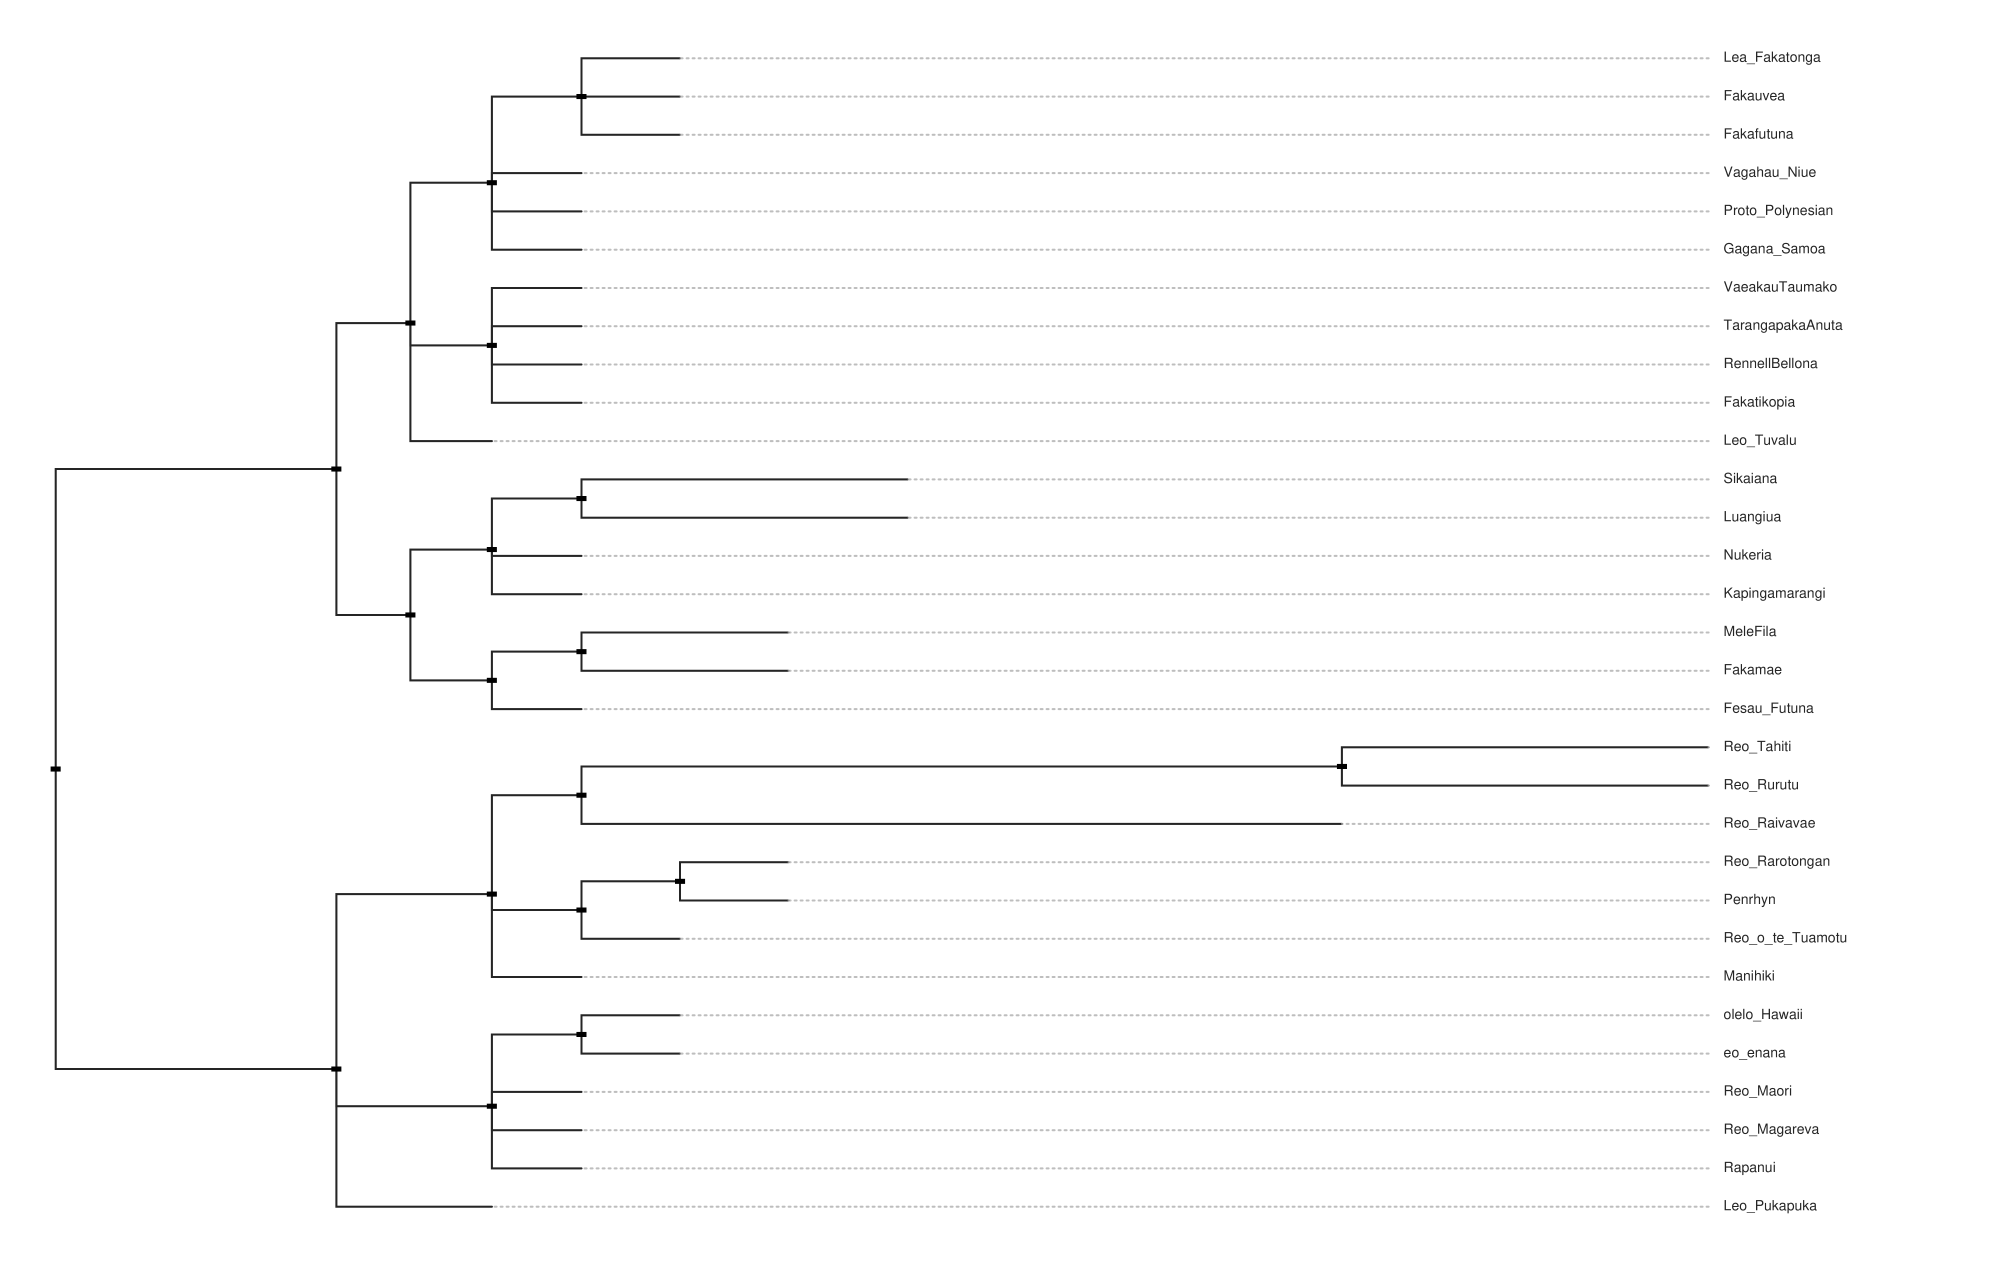 Lea_Fakatonga
Fakauvea
Fakafutuna
Vagahau_Niue
Proto_Polynesian
Gagana_Samoa
VaeakauTaumako
TarangapakaAnuta
RennellBellona
Fakatikopia
Leo_Tuvalu
Sikaiana
Luangiua
Nukeria
Kapingamarangi
MeleFila
Fakamae
Fesau_Futuna
Reo_Tahiti
Reo_Rurutu
Reo_Raivavae
Reo_Rarotongan
Penrhyn
Reo_o_te_Tuamotu
Manihiki
olelo_Hawaii
eo_enana
Reo_Maori
Reo_Magareva
Rapanui
Leo_Pukapuka